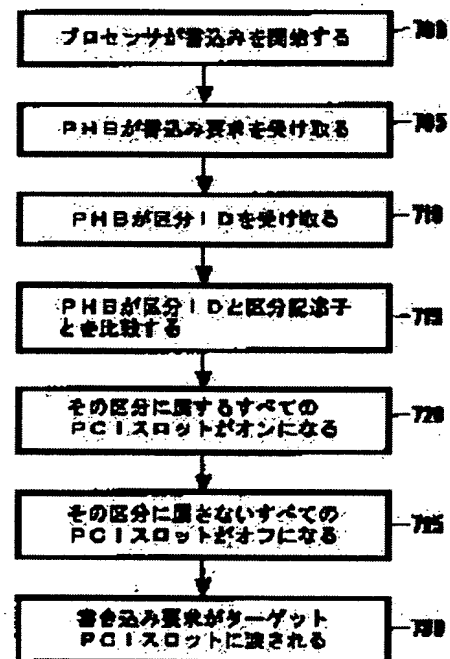 プロセッサが書込みを開始する
700
PHBが書込み要求を受け取る
705
PHBが区分IDを受け取る
710
PHBが区分IDと区分記述子
とを比較する
715
その区分に属するすべての
PCIスロットがオンになる
720
その区分に属さないすべての
PCIスロットがオフになる
725
書き込み要求がターゲット
PCIスロットに渡される
730